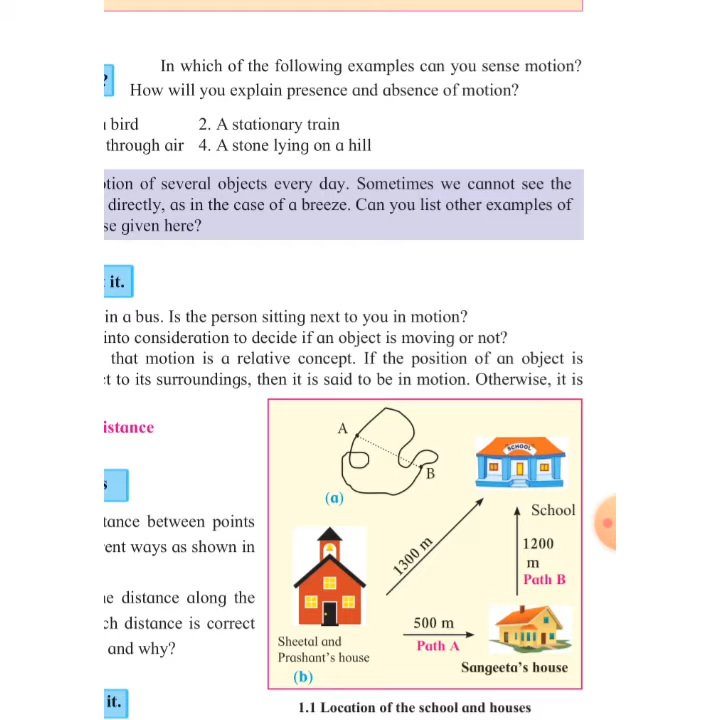 ?
In which of the following examples can you sense motion?
How will you explain presence and absence of motion?
bird 2. A stationary train
through air 4. A stone lying on a hill
of several objects every day. Sometimes we cannot see the
directly, as in the case of a breeze. Can you list other examples of
given here?
it.
in a bus. Is the person sitting next to you in motion?
into consideration to decide if an object is moving or not?
that motion is a relative concept. If the position of an object is
to its surroundings, then it is said to be in motion. Otherwise, it is
istance
A
B
(a)
SCHOOL
School
tance between points
ent ways as shown in
distance along the
ch distance is correct
and why?
1300 m
1200
m
Path B
500 m
Path A
Sheetal and
Prashant's house
(b)
Sangeeta's house
it.
1.1 Location of the school and houses